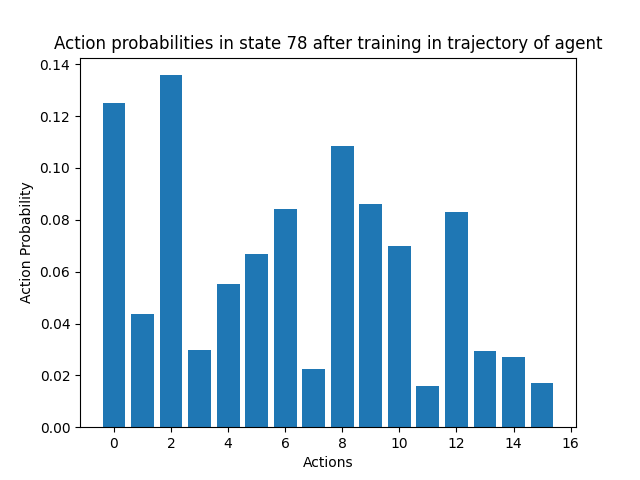 Action probabilities in state 78 after training in trajectory of agent
0.14
0.12
0.10
0.08
0.06
0.04
0.02
0.00
Action Probability
0 2 4 6 8 10 12 14 16
Actions